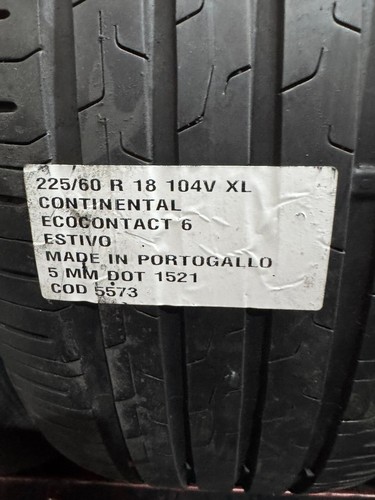 225/60 R 18 104V XL
CONTINENTAL
ECOCONTACT 6
ESTIVO
MADE IN PORTOGALLO
5 MM DOT 1521
COD 5573